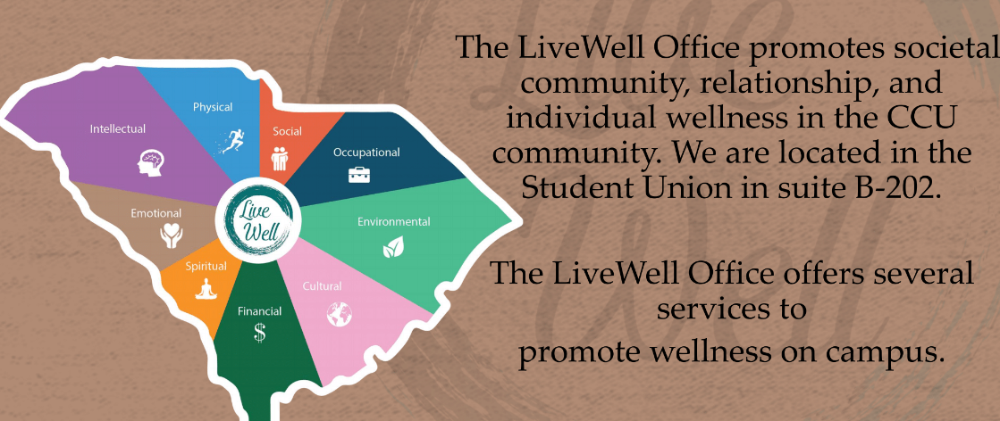 Intellectual
Physical
Social
Occupational
Emotional
Live
Well
Environmental
Spiritual
Cultural
Financial
$
The LiveWell Office promotes societal
community, relationship, and
individual wellness in the CCU
community. We are located in the
Student Union in suite B-202.
The LiveWell Office offers several
services to
promote wellness on campus.
Live
Well